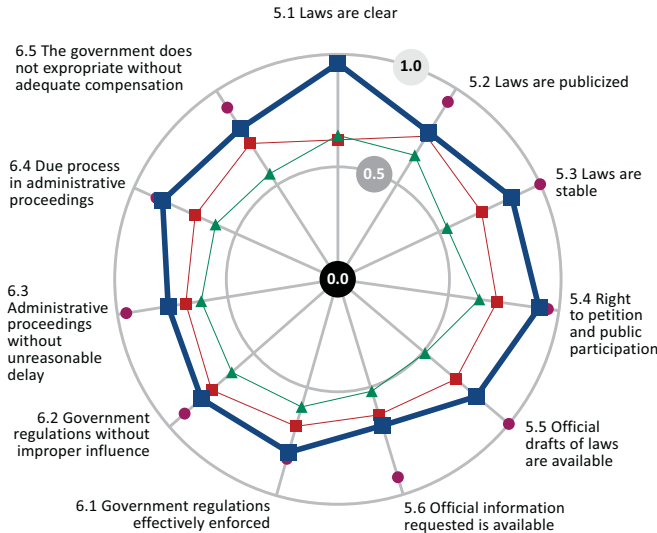 5.1 Laws are clear
1.0
5.2 Laws are publicized
0.5
5.3 Laws are
stable
0.0
5.4 Right
to petition
and public
participation
5.5 Official
drafts of laws
are available
5.6 Official information
requested is available
6.1 Government regulations
effectively enforced
6.2 Government
regulations without
improper influence
6.3
Administrative
proceedings
without
unreasonable
delay
6.4 Due process
in administrative
proceedings
6.5 The government does
not expropriate without
adequate compensation